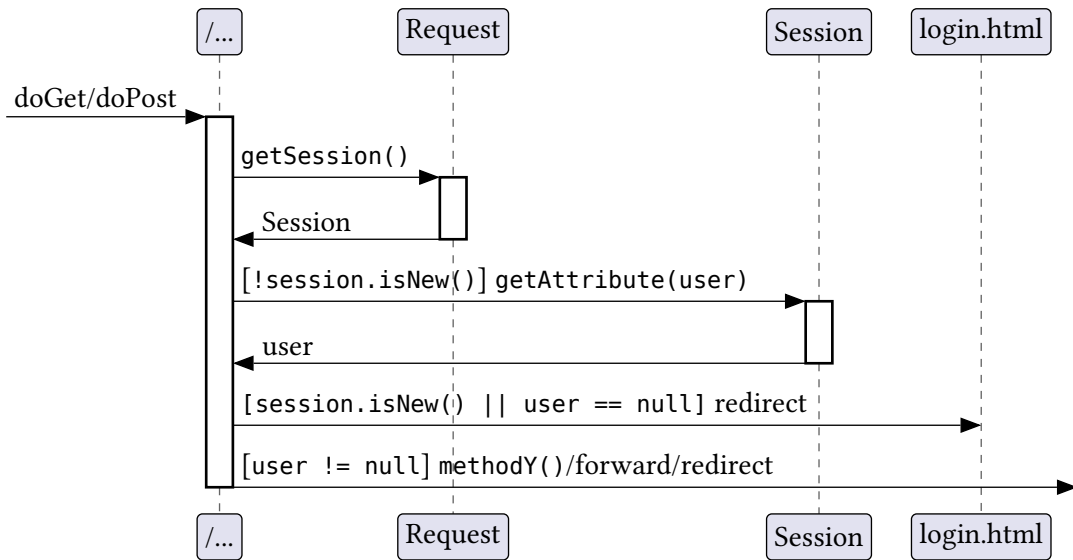 /... Request Session login.html
doGet/doPost
getSession()
Session
[!session.isNew()] getAttribute(user)
user
[session.isNew() || user == null] redirect
[user != null] methodY()/forward/redirect
/... Request Session login.html